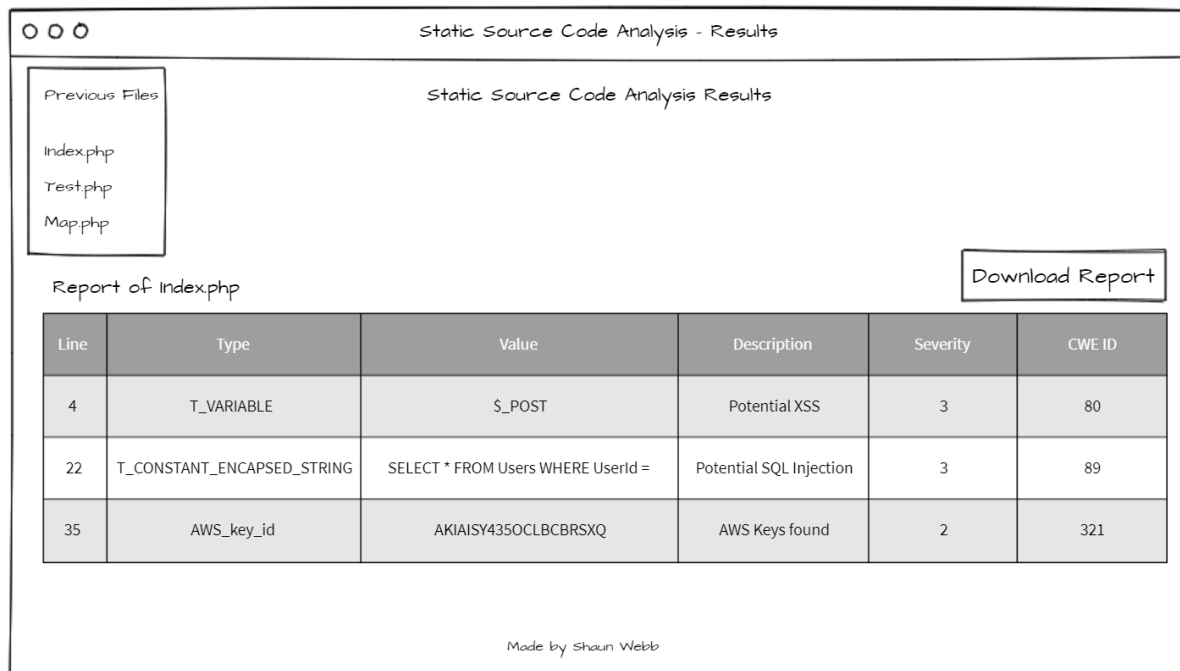 Static Source Code Analysis - Results
Previous Files
Static Source Code Analysis Results
Index.php
Test.php
Map.php
Download Report
Report of Index.php
Line Type Value Description Severity CWE ID
4 T_VARIABLE $_POST Potential XSS 3 80
22 T_CONSTANT_ENCAPSED_STRING SELECT * FROM Users WHERE UserId = Potential SQL Injection 3 89
35 AWS_key_id AKIAISY435OCLBCBRSXQ AWS Keys found 2 321
Made by Shaun Webb